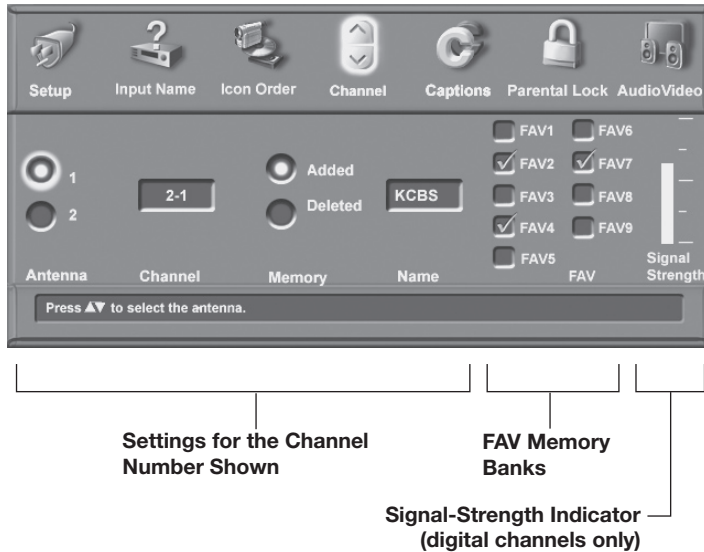 Setup Input Name Icon Order Channel Captions Parental Lock AudioVideo
1
2
2-1
Added
Deleted
KCBS
FAV1 FAV6
FAV2 FAV7
FAV3 FAV8
FAV4 FAV9
FAV5
Antenna Channel Memory Name FAV Signal
Strength
Press ▲▼ to select the antenna.
Settings for the Channel
Number Shown
FAV Memory
Banks
Signal-Strength Indicator
(digital channels only)